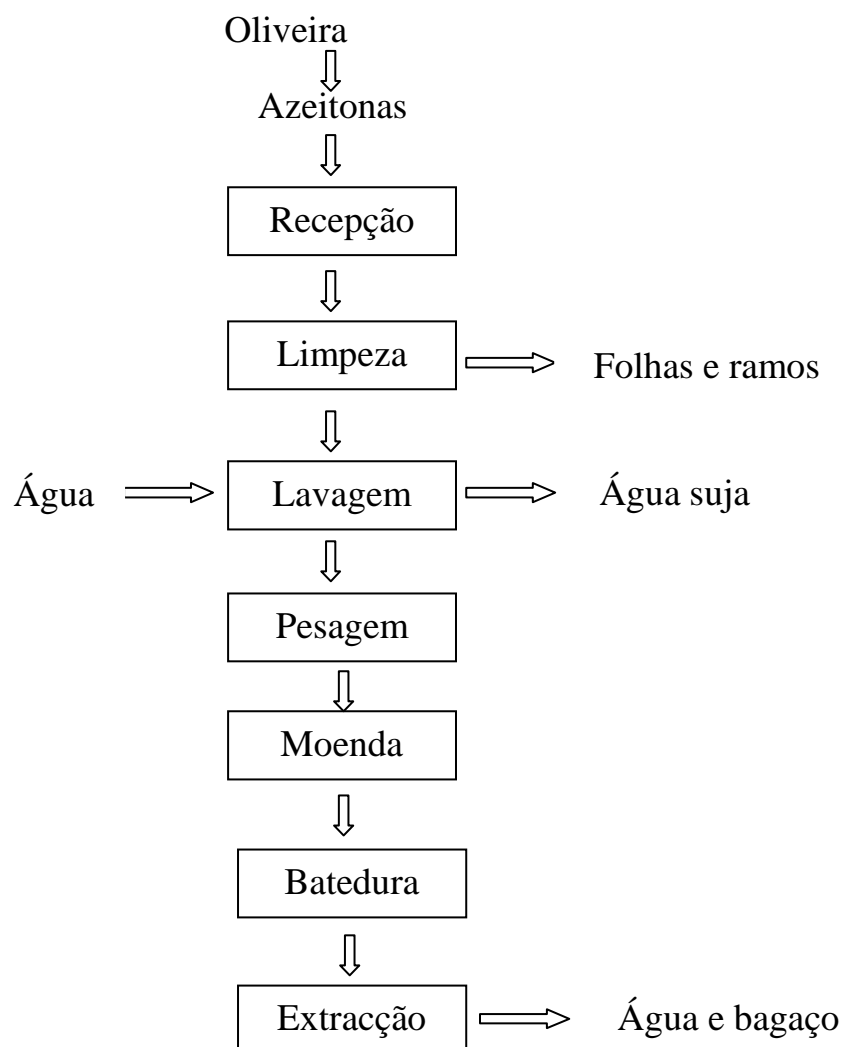 Oliveira
Azeitonas
Recepção
Limpeza
Folhas e ramos
Água
Lavagem
Água suja
Pesagem
Moenda
Batedura
Extracção
Água e bagaço